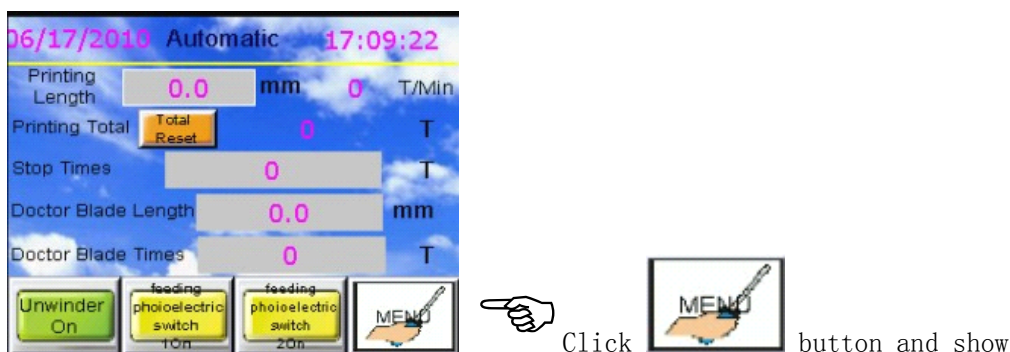 06/17/2010 Automatic 17:09:22
Printing Length 0.0 mm 0 T/Min
Printing Total Total Reset 0 T
Stop Times 0 T
Doctor Blade Length 0.0 mm
Doctor Blade Times 0 T
Unwinder On
feeding phoioelectric switch 1On
feeding phoioelectric switch 2On
MENU
Click MENU button and show